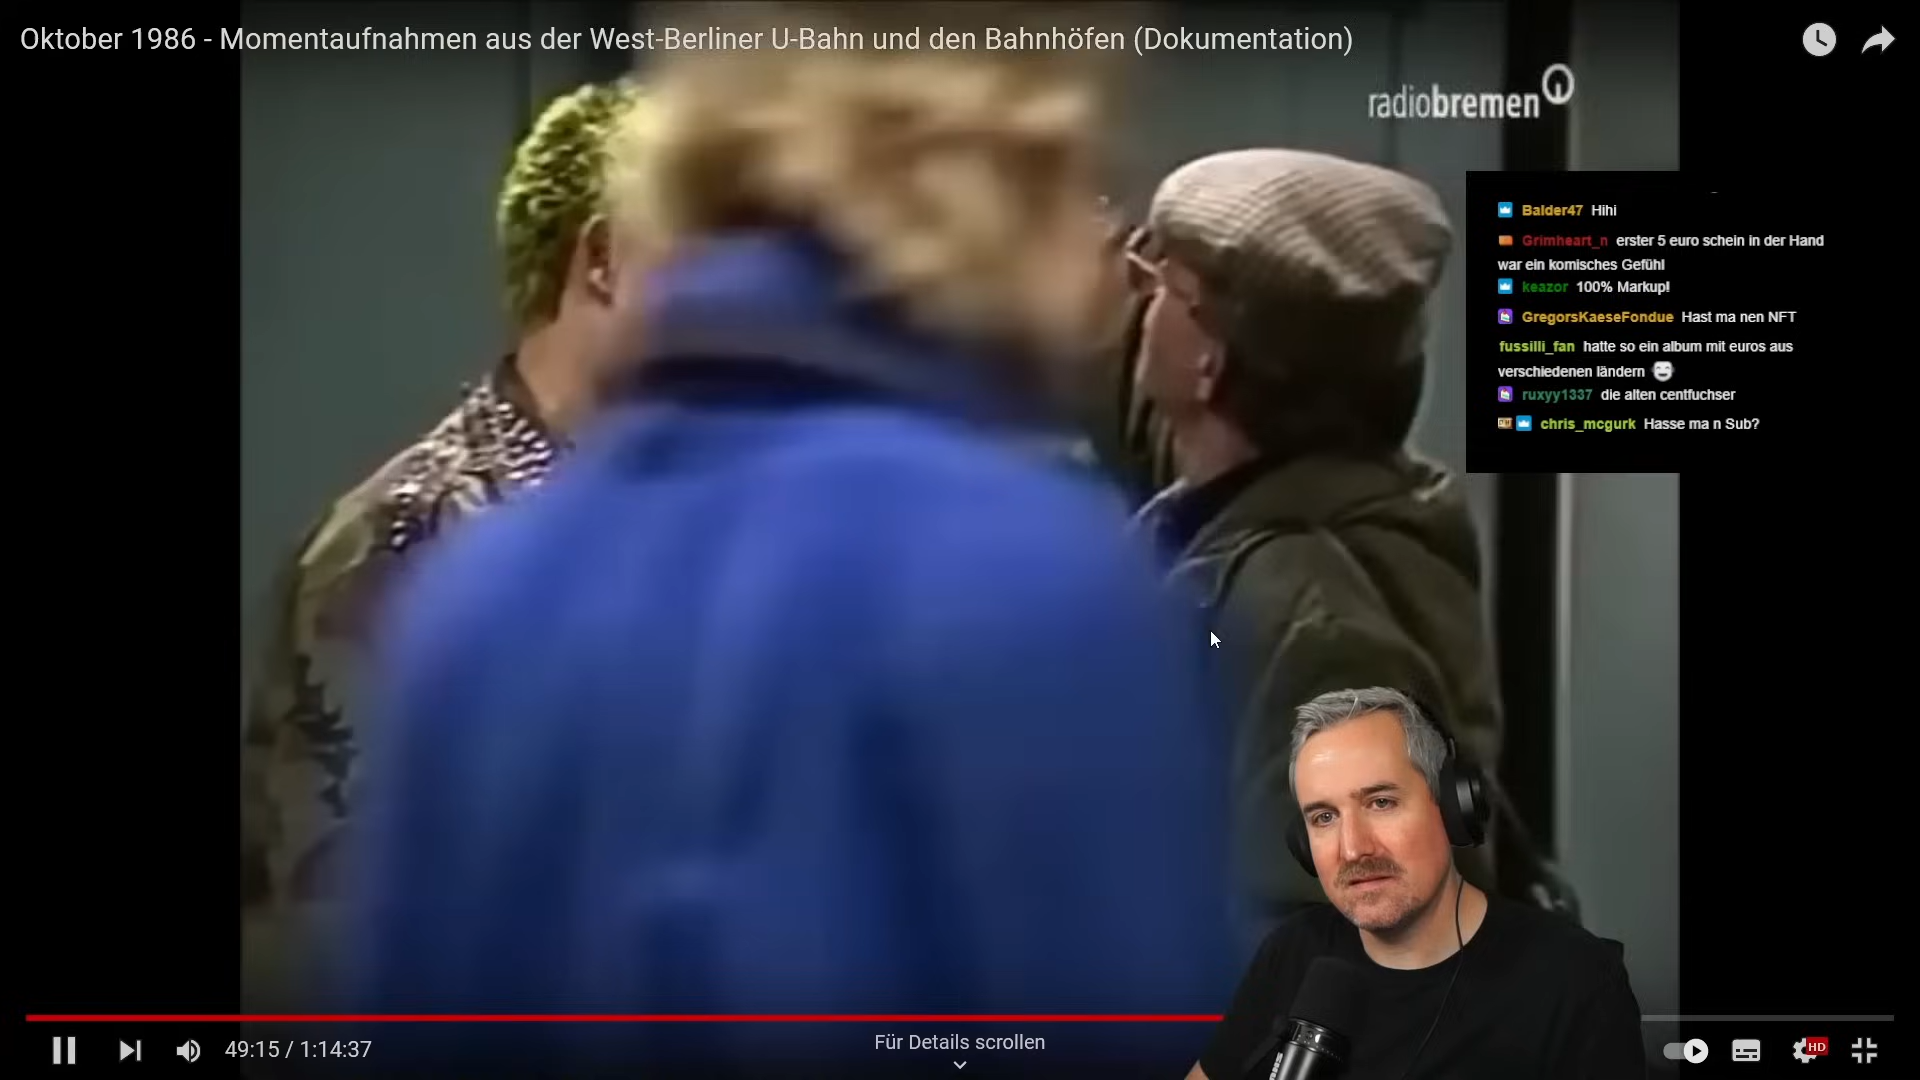 Oktober 1986 - Momentaufnahmen aus der West-Berliner U-Bahn und den Bahnhöfen (Dokumentation)
radiobremen
Balder47 Hihi
Grimheart_n erster 5 euro schein in der Hand
war ein komisches Gefühl
keazor 100% Markup!
GregorsKaeseFondue Hast ma nen NFT
fussilli_fan hatte so ein album mit euros aus
verschiedenen ländern
ruxyy1337 die alten centfuchser
chris_mcgurk Hasse ma n Sub?
Für Details scrollen
49:15 / 1:14:37
HD